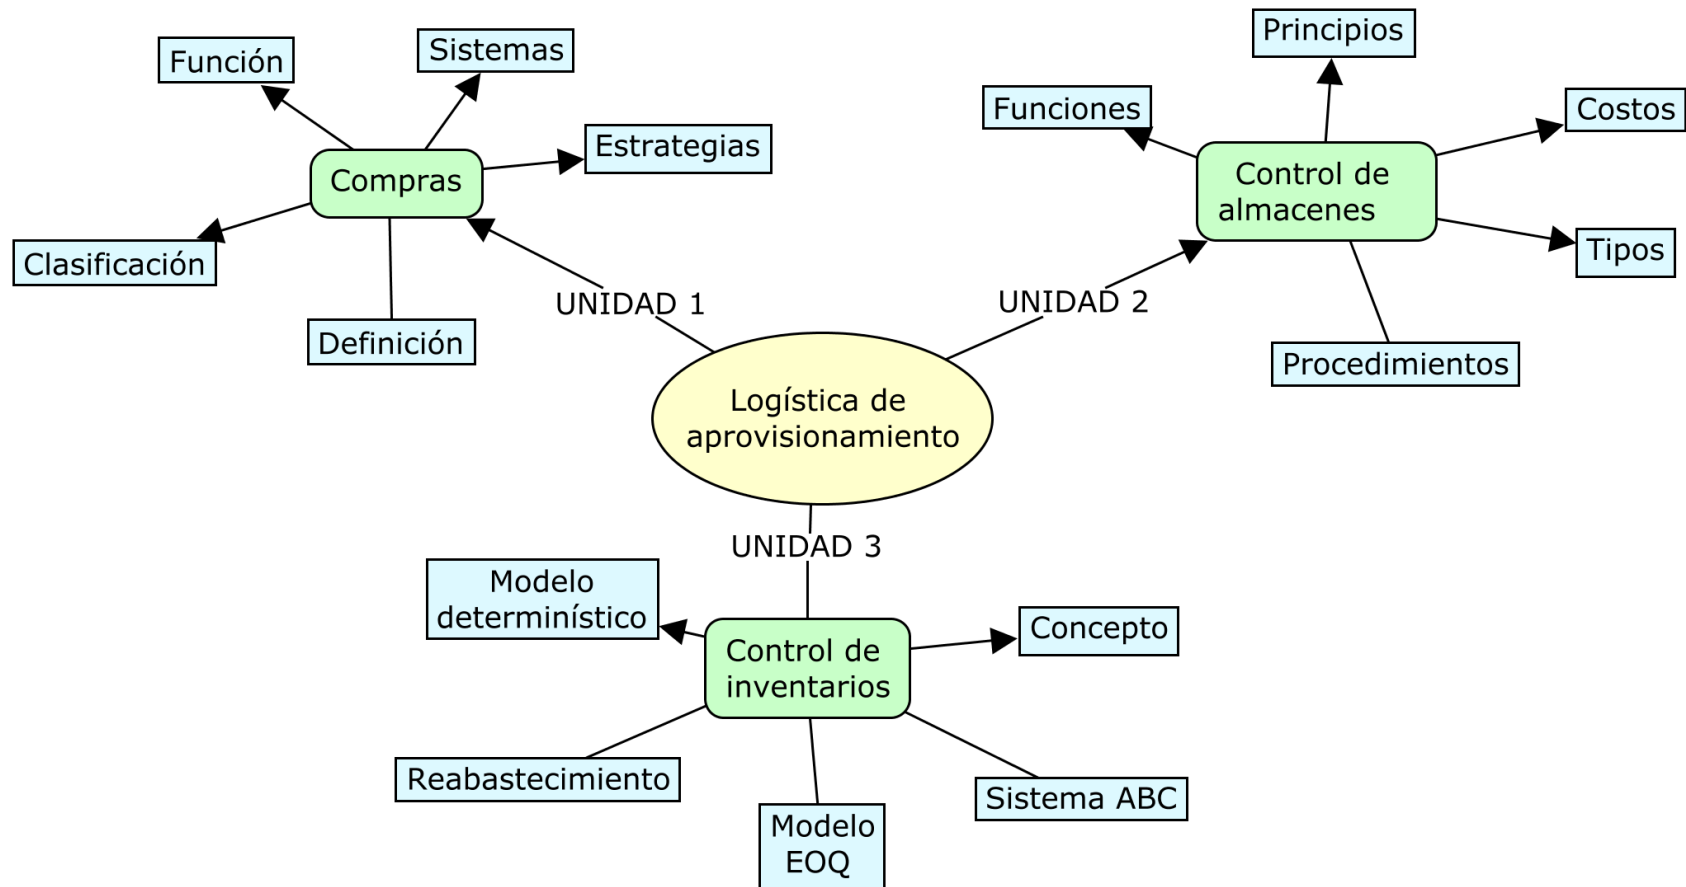 Función
Sistemas
Estrategias
Compras
Clasificación
Definición
UNIDAD 1
Principios
Funciones
Costos
Control de
almacenes
Tipos
Procedimientos
UNIDAD 2
Logística de
aprovisionamiento
UNIDAD 3
Modelo
determinístico
Control de
inventarios
Concepto
Reabastecimiento
Modelo
EOQ
Sistema ABC